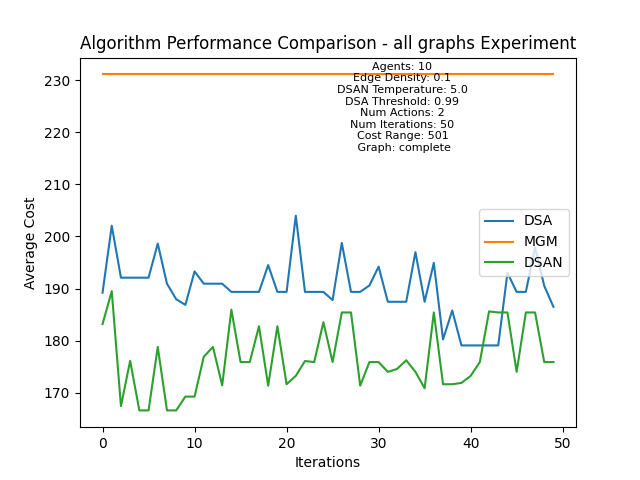 Algorithm Performance Comparison - all graphs Experiment
Agents: 10
Edge Density: 0.1
DSAN Temperature: 5.0
DSA Threshold: 0.99
Num Actions: 2
Num Iterations: 50
Cost Range: 501
Graph: complete
230
220
210
200
190
180
170
Average Cost
DSA
MGM
DSAN
0
10
20
30
40
50
Iterations